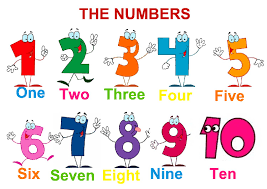 THE NUMBERS
1 2 3 4 5
One Two Three Four Five
6 7 8 9 10
Six Seven Eight Nine Ten